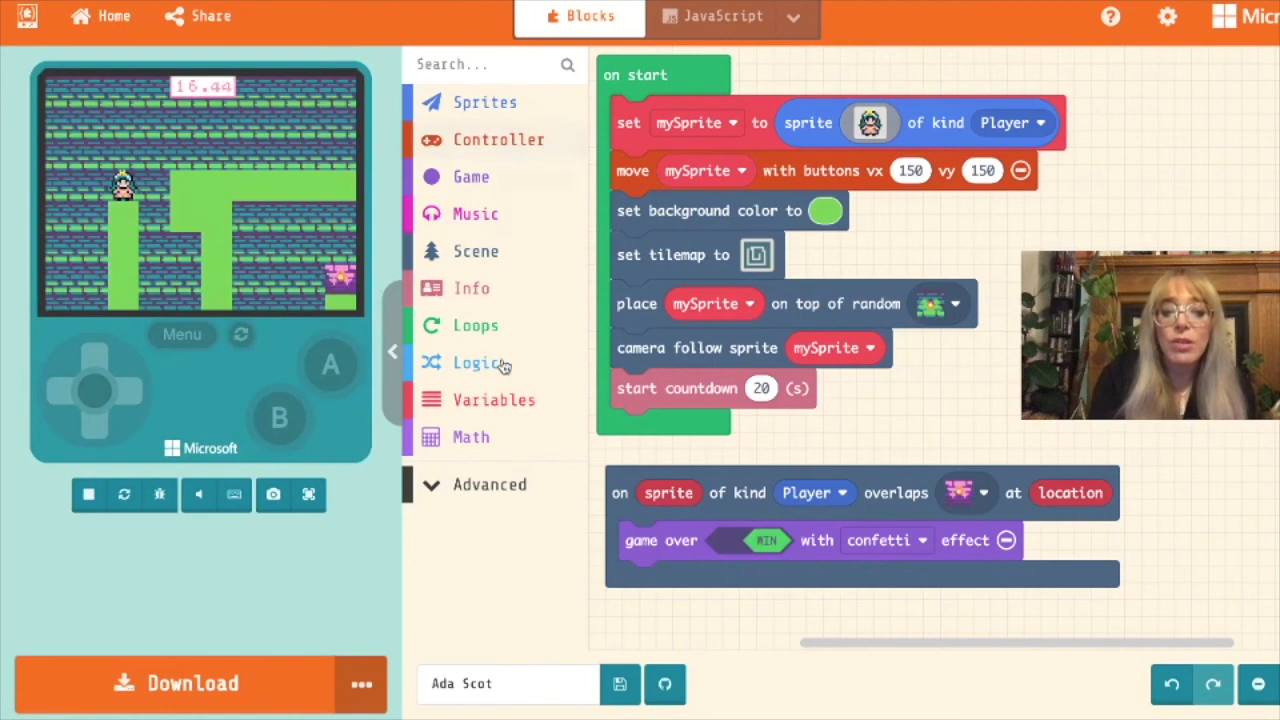 Home
Share
Blocks
JavaScript
Micr
16.44
Menu
A
B
Microsoft
Download
Search...
Sprites
Controller
Game
Music
Scene
Info
Loops
Logic
Variables
Math
Advanced
Ada Scot
on start
set mySprite to sprite of kind Player
move mySprite with buttons vx 150 vy 150
set background color to
set tilemap to
place mySprite on top of random
camera follow sprite mySprite
start countdown 20 (s)
on sprite of kind Player overlaps at location
game over WIN with confetti effect